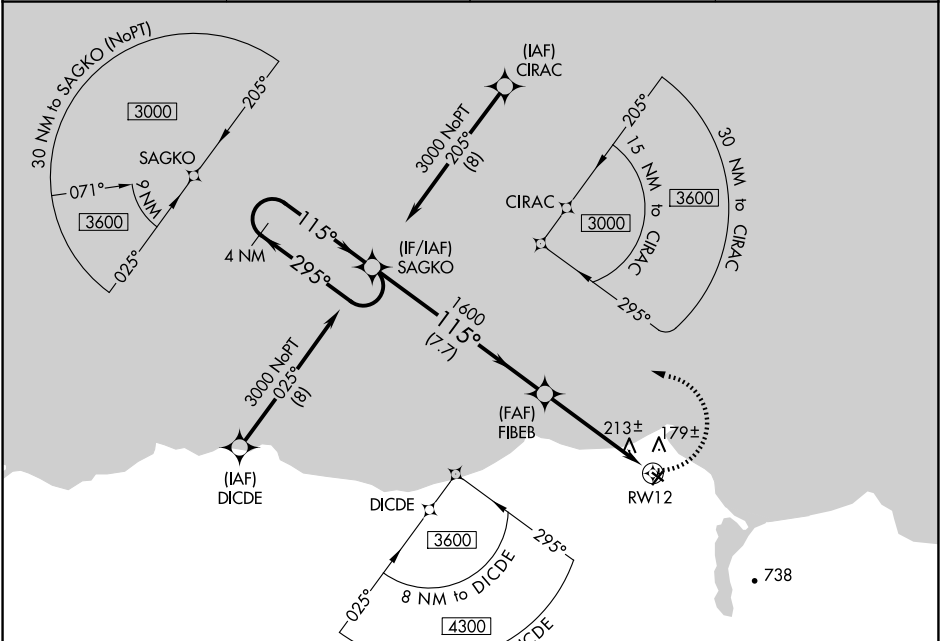 30 NM to SAGKO (NoPT)
205°
3000
SAGKO
071°
9 NM
3600
025°
(IAF)
CIRAC
3000 NoPT
205°
(8)
205°
15 NM to CIRAC
30 NM to CIRAC
CIRAC
3000
3600
295°
115°
4 NM
295°
(IF/IAF)
SAGKO
1600
115°
(7.7)
3000 NoPT
025°
(8)
(IAF)
DICDE
(FAF)
FIBEB
213±
179±
RW12
DICDE
3600
295°
8 NM to DICDE
025°
4300
738